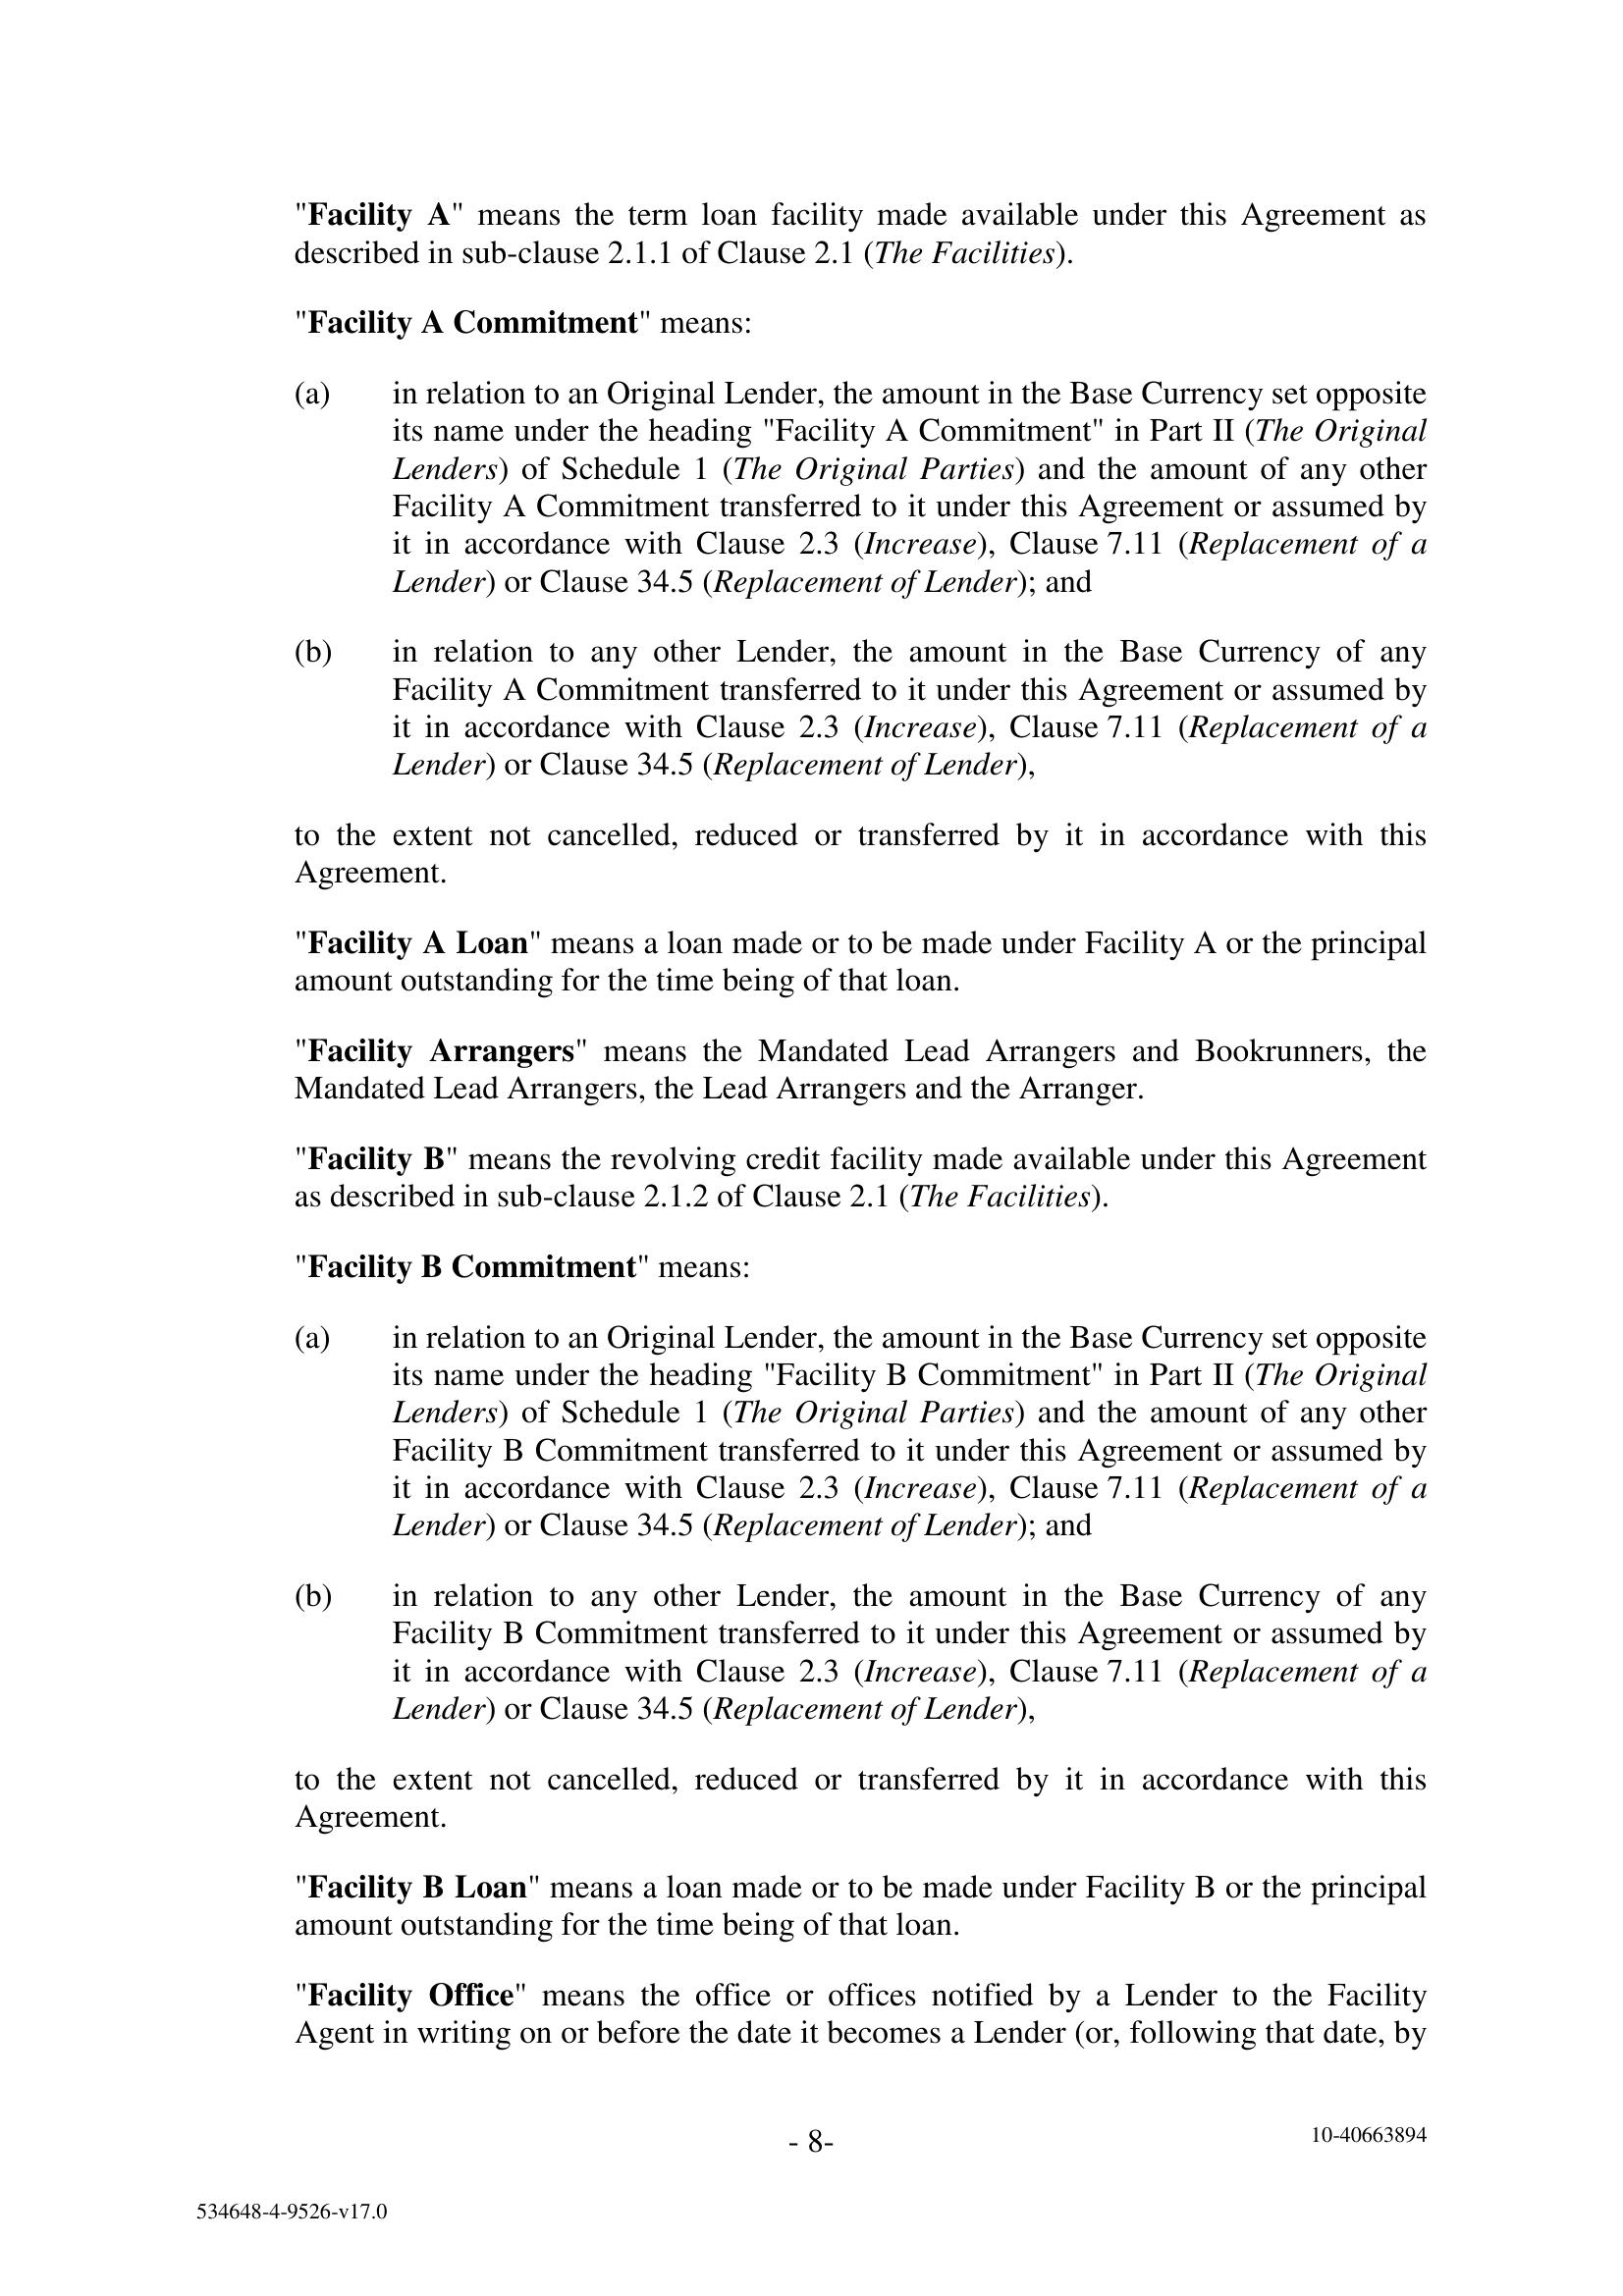 "Facility A" means the term loan facility made available under this Agreement as
described in sub-clause 2.1.1 of Clause 2.1 (The Facilities).
"Facility A Commitment" means:
(a) in relation to an Original Lender, the amount in the Base Currency set opposite
its name under the heading "Facility A Commitment" in Part II (The Original
Lenders) of Schedule 1 (The Original Parties) and the amount of any other
Facility A Commitment transferred to it under this Agreement or assumed by
it in accordance with Clause 2.3 (Increase), Clause 7.11 (Replacement of a
Lender) or Clause 34.5 (Replacement of Lender); and
(b) in relation to any other Lender, the amount in the Base Currency of any
Facility A Commitment transferred to it under this Agreement or assumed by
it in accordance with Clause 2.3 (Increase), Clause 7.11 (Replacement of a
Lender) or Clause 34.5 (Replacement of Lender),
to the extent not cancelled, reduced or transferred by it in accordance with this
Agreement.
"Facility A Loan" means a loan made or to be made under Facility A or the principal
amount outstanding for the time being of that loan.
"Facility Arrangers" means the Mandated Lead Arrangers and Bookrunners, the
Mandated Lead Arrangers, the Lead Arrangers and the Arranger.
"Facility B" means the revolving credit facility made available under this Agreement
as described in sub-clause 2.1.2 of Clause 2.1 (The Facilities).
"Facility B Commitment" means:
(a) in relation to an Original Lender, the amount in the Base Currency set opposite
its name under the heading "Facility B Commitment" in Part II (The Original
Lenders) of Schedule 1 (The Original Parties) and the amount of any other
Facility B Commitment transferred to it under this Agreement or assumed by
it in accordance with Clause 2.3 (Increase), Clause 7.11 (Replacement of a
Lender) or Clause 34.5 (Replacement of Lender); and
(b) in relation to any other Lender, the amount in the Base Currency of any
Facility B Commitment transferred to it under this Agreement or assumed by
it in accordance with Clause 2.3 (Increase), Clause 7.11 (Replacement of a
Lender) or Clause 34.5 (Replacement of Lender),
to the extent not cancelled, reduced or transferred by it in accordance with this
Agreement.
"Facility B Loan" means a loan made or to be made under Facility B or the principal
amount outstanding for the time being of that loan.
"Facility Office" means the office or offices notified by a Lender to the Facility
Agent in writing on or before the date it becomes a Lender (or, following that date, by
- 8-
10-40663894
534648-4-9526-v17.0